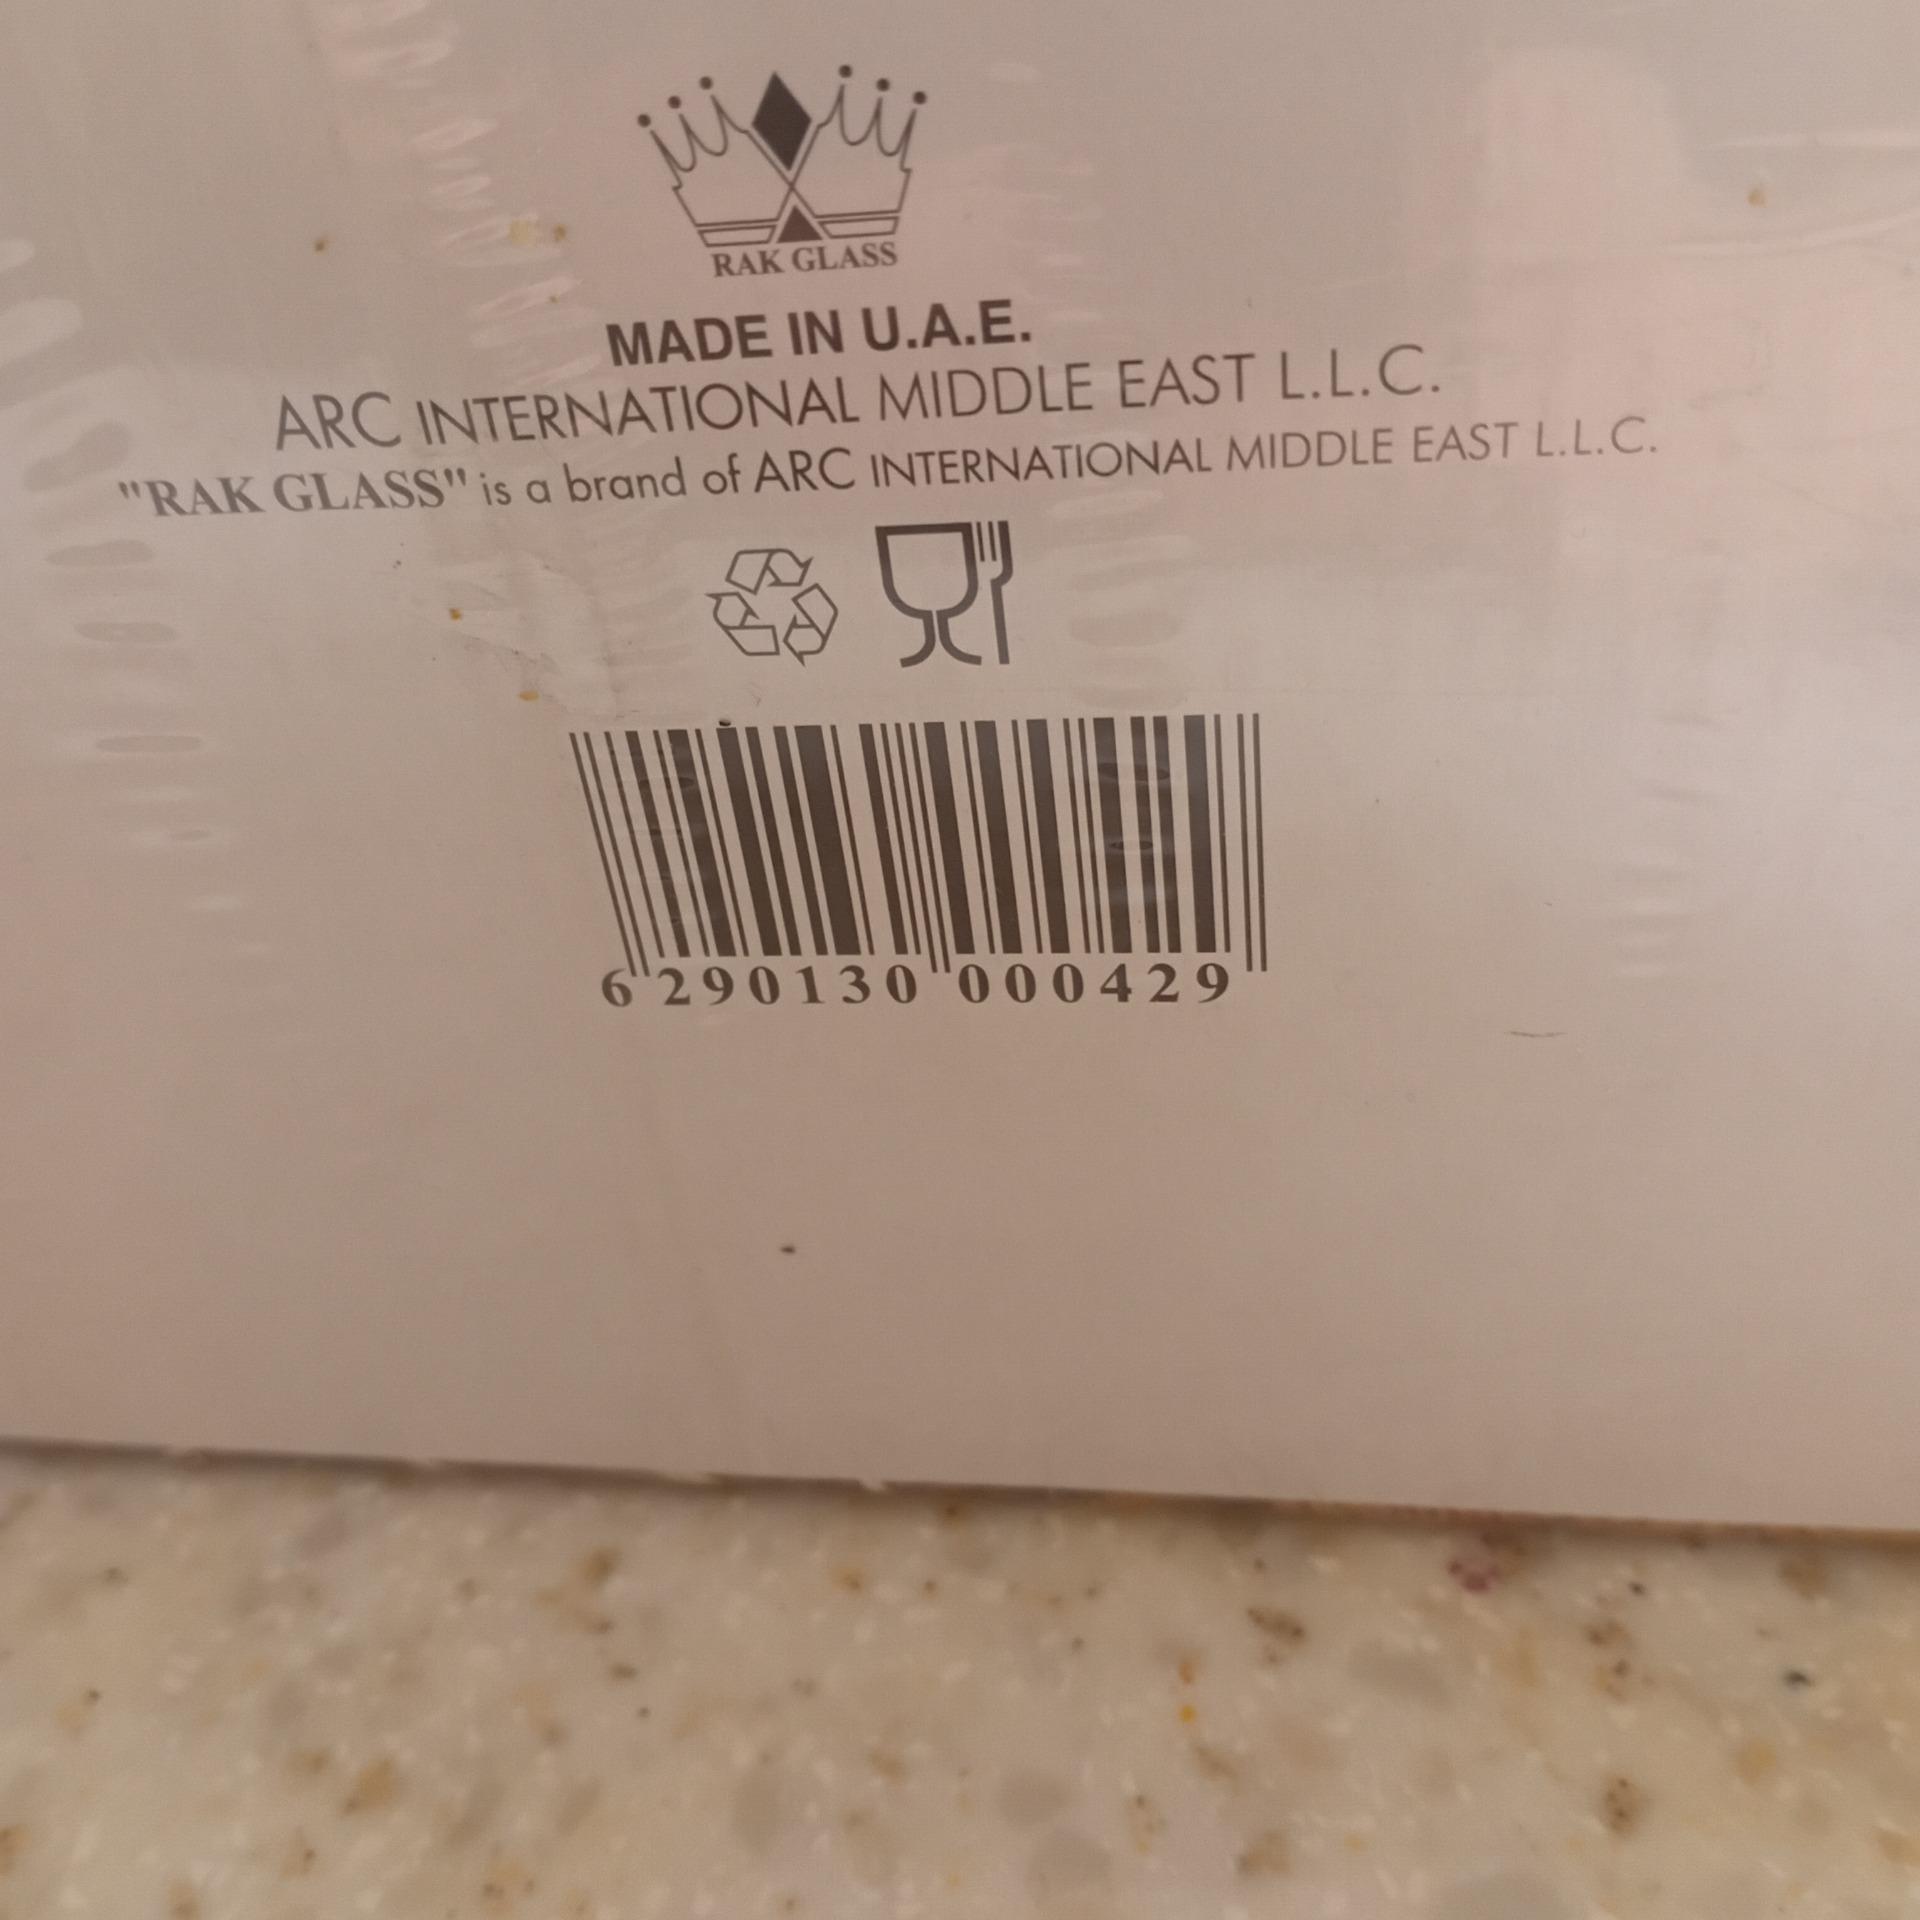 RAK GLASS
MADE IN U.A.E.
ARC INTERNATIONAL MIDDLE EAST L.L.C.
"RAK GLASS" is a brand of ARC INTERNATIONAL MIDDLE EAST L.L.C.
6 290130 000429